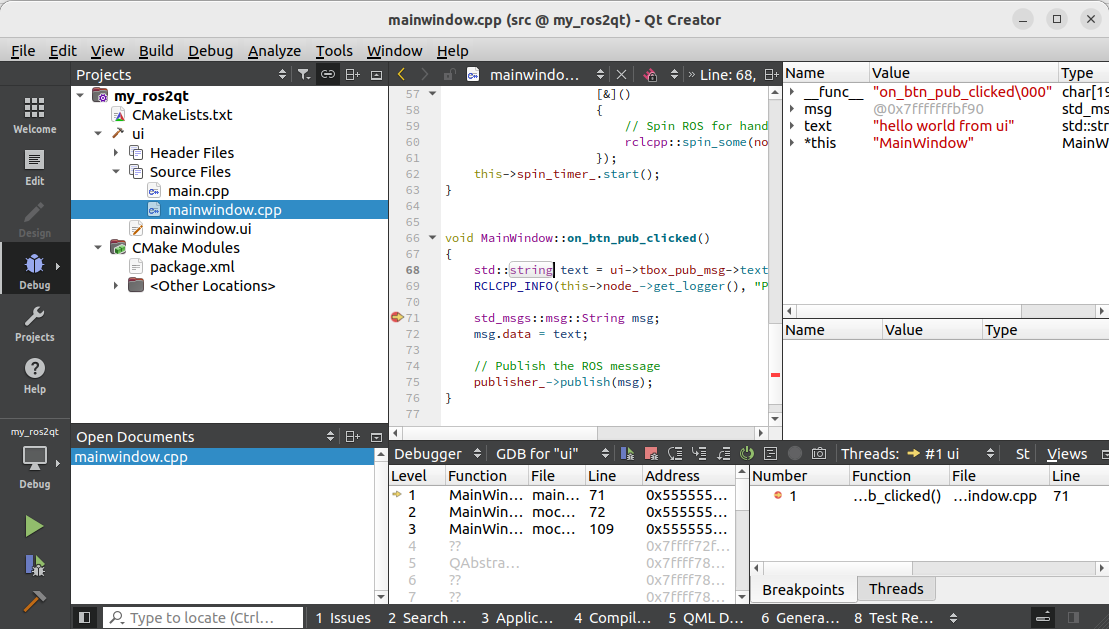 mainwindow.cpp (src @ my_ros2qt) - Qt Creator
File Edit View Build Debug Analyze Tools Window Help
Welcome
Edit
Design
Debug
Projects
Help
my_ros2qt
Debug
Projects
my_ros2qt
CMakeLists.txt
ui
Header Files
Source Files
main.cpp
mainwindow.cpp
mainwindow.ui
CMake Modules
package.xml
<Other Locations>
Open Documents
mainwindow.cpp
mainwindo... » Line: 68,
57 [&]()
58 {
59 // Spin ROS for hand
60 rclcpp::spin_some(no
61 });
62 this->spin_timer_.start();
63 }
64
65
66 void MainWindow::on_btn_pub_clicked()
67 {
68 std::string text = ui->tbox_pub_msg->text
69 RCLCPP_INFO(this->node_->get_logger(), "P
70
71 std_msgs::msg::String msg;
72 msg.data = text;
73
74 // Publish the ROS message
75 publisher_->publish(msg);
76 }
77
Name Value Type
__func__ "on_btn_pub_clicked\000" char[19
msg @0x7fffffffbf90 std_ms
text "hello world from ui" std::str
*this "MainWindow" MainW
Name Value Type
Debugger GDB for "ui" Threads: #1 ui St Views
Level Function File Line Address
1 MainWin... main... 71 0x555555...
2 MainWin... moc... 72 0x555555...
3 MainWin... moc... 109 0x555555...
4 ?? 0x7ffff72f...
5 QAbstra... 0x7ffff78...
6 ?? 0x7ffff78...
7 ?? 0x7ffff78...
Number Function File Line
1 ...b_clicked() ...indow.cpp 71
Breakpoints Threads
Type to locate (Ctrl... 1 Issues 2 Search ... 3 Applic... 4 Compil... 5 QML D... 6 Genera... 8 Test Re...